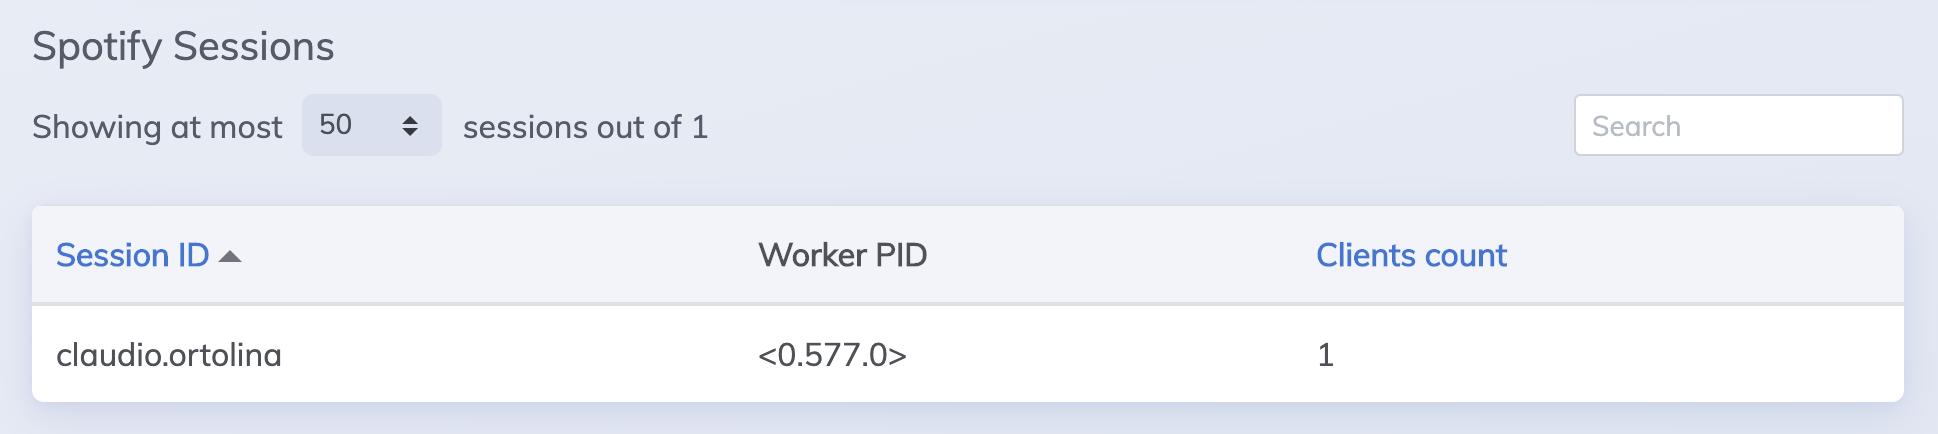 Spotify Sessions
Showing at most 50 sessions out of 1
Search
Session ID Worker PID Clients count
claudio.ortolina <0.577.0> 1